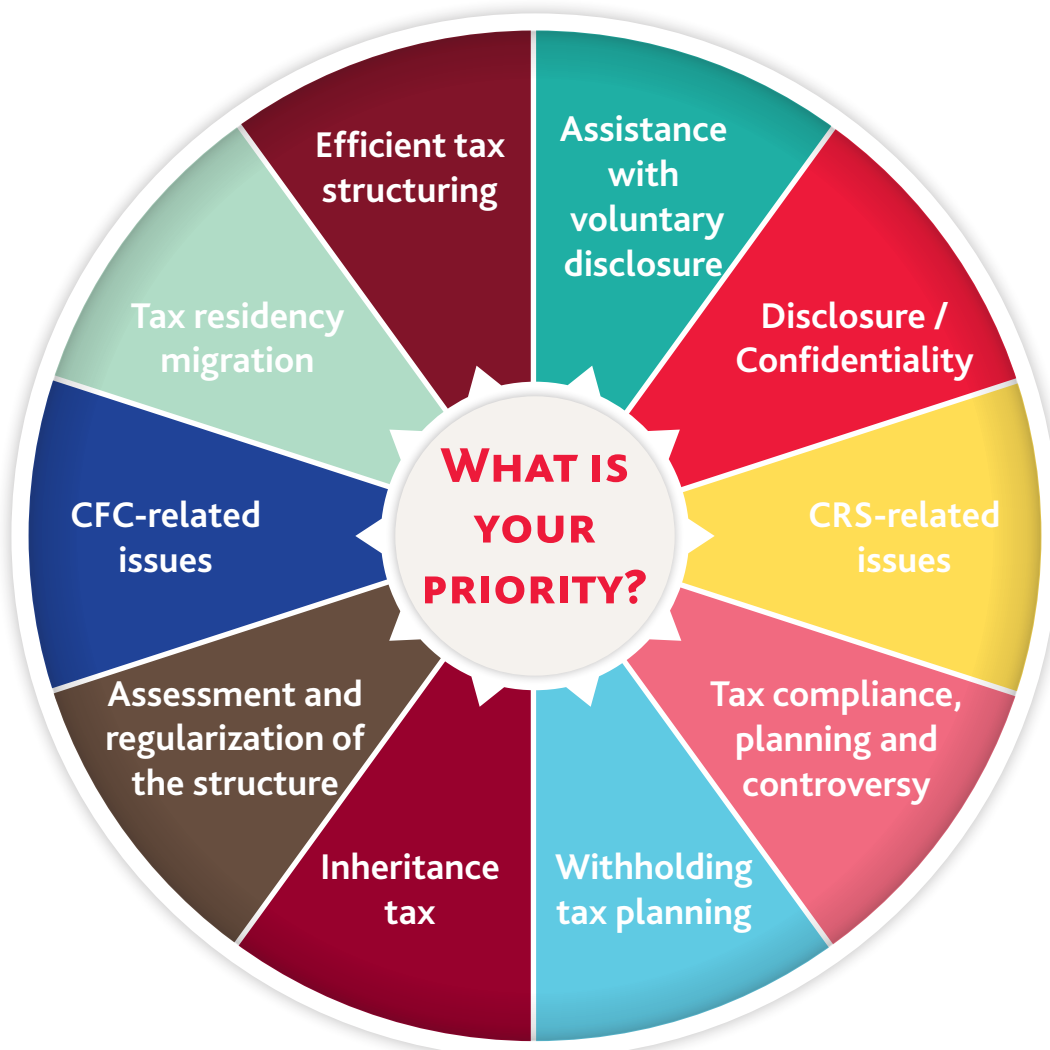 Efficient tax
structuring
Assistance
with
voluntary
disclosure
Disclosure /
Confidentiality
CRS-related
issues
Tax compliance,
planning and
controversy
Withholding
tax planning
Inheritance
tax
Assessment and
regularization of
the structure
CFC-related
issues
Tax residency
migration
WHAT IS
YOUR
PRIORITY?